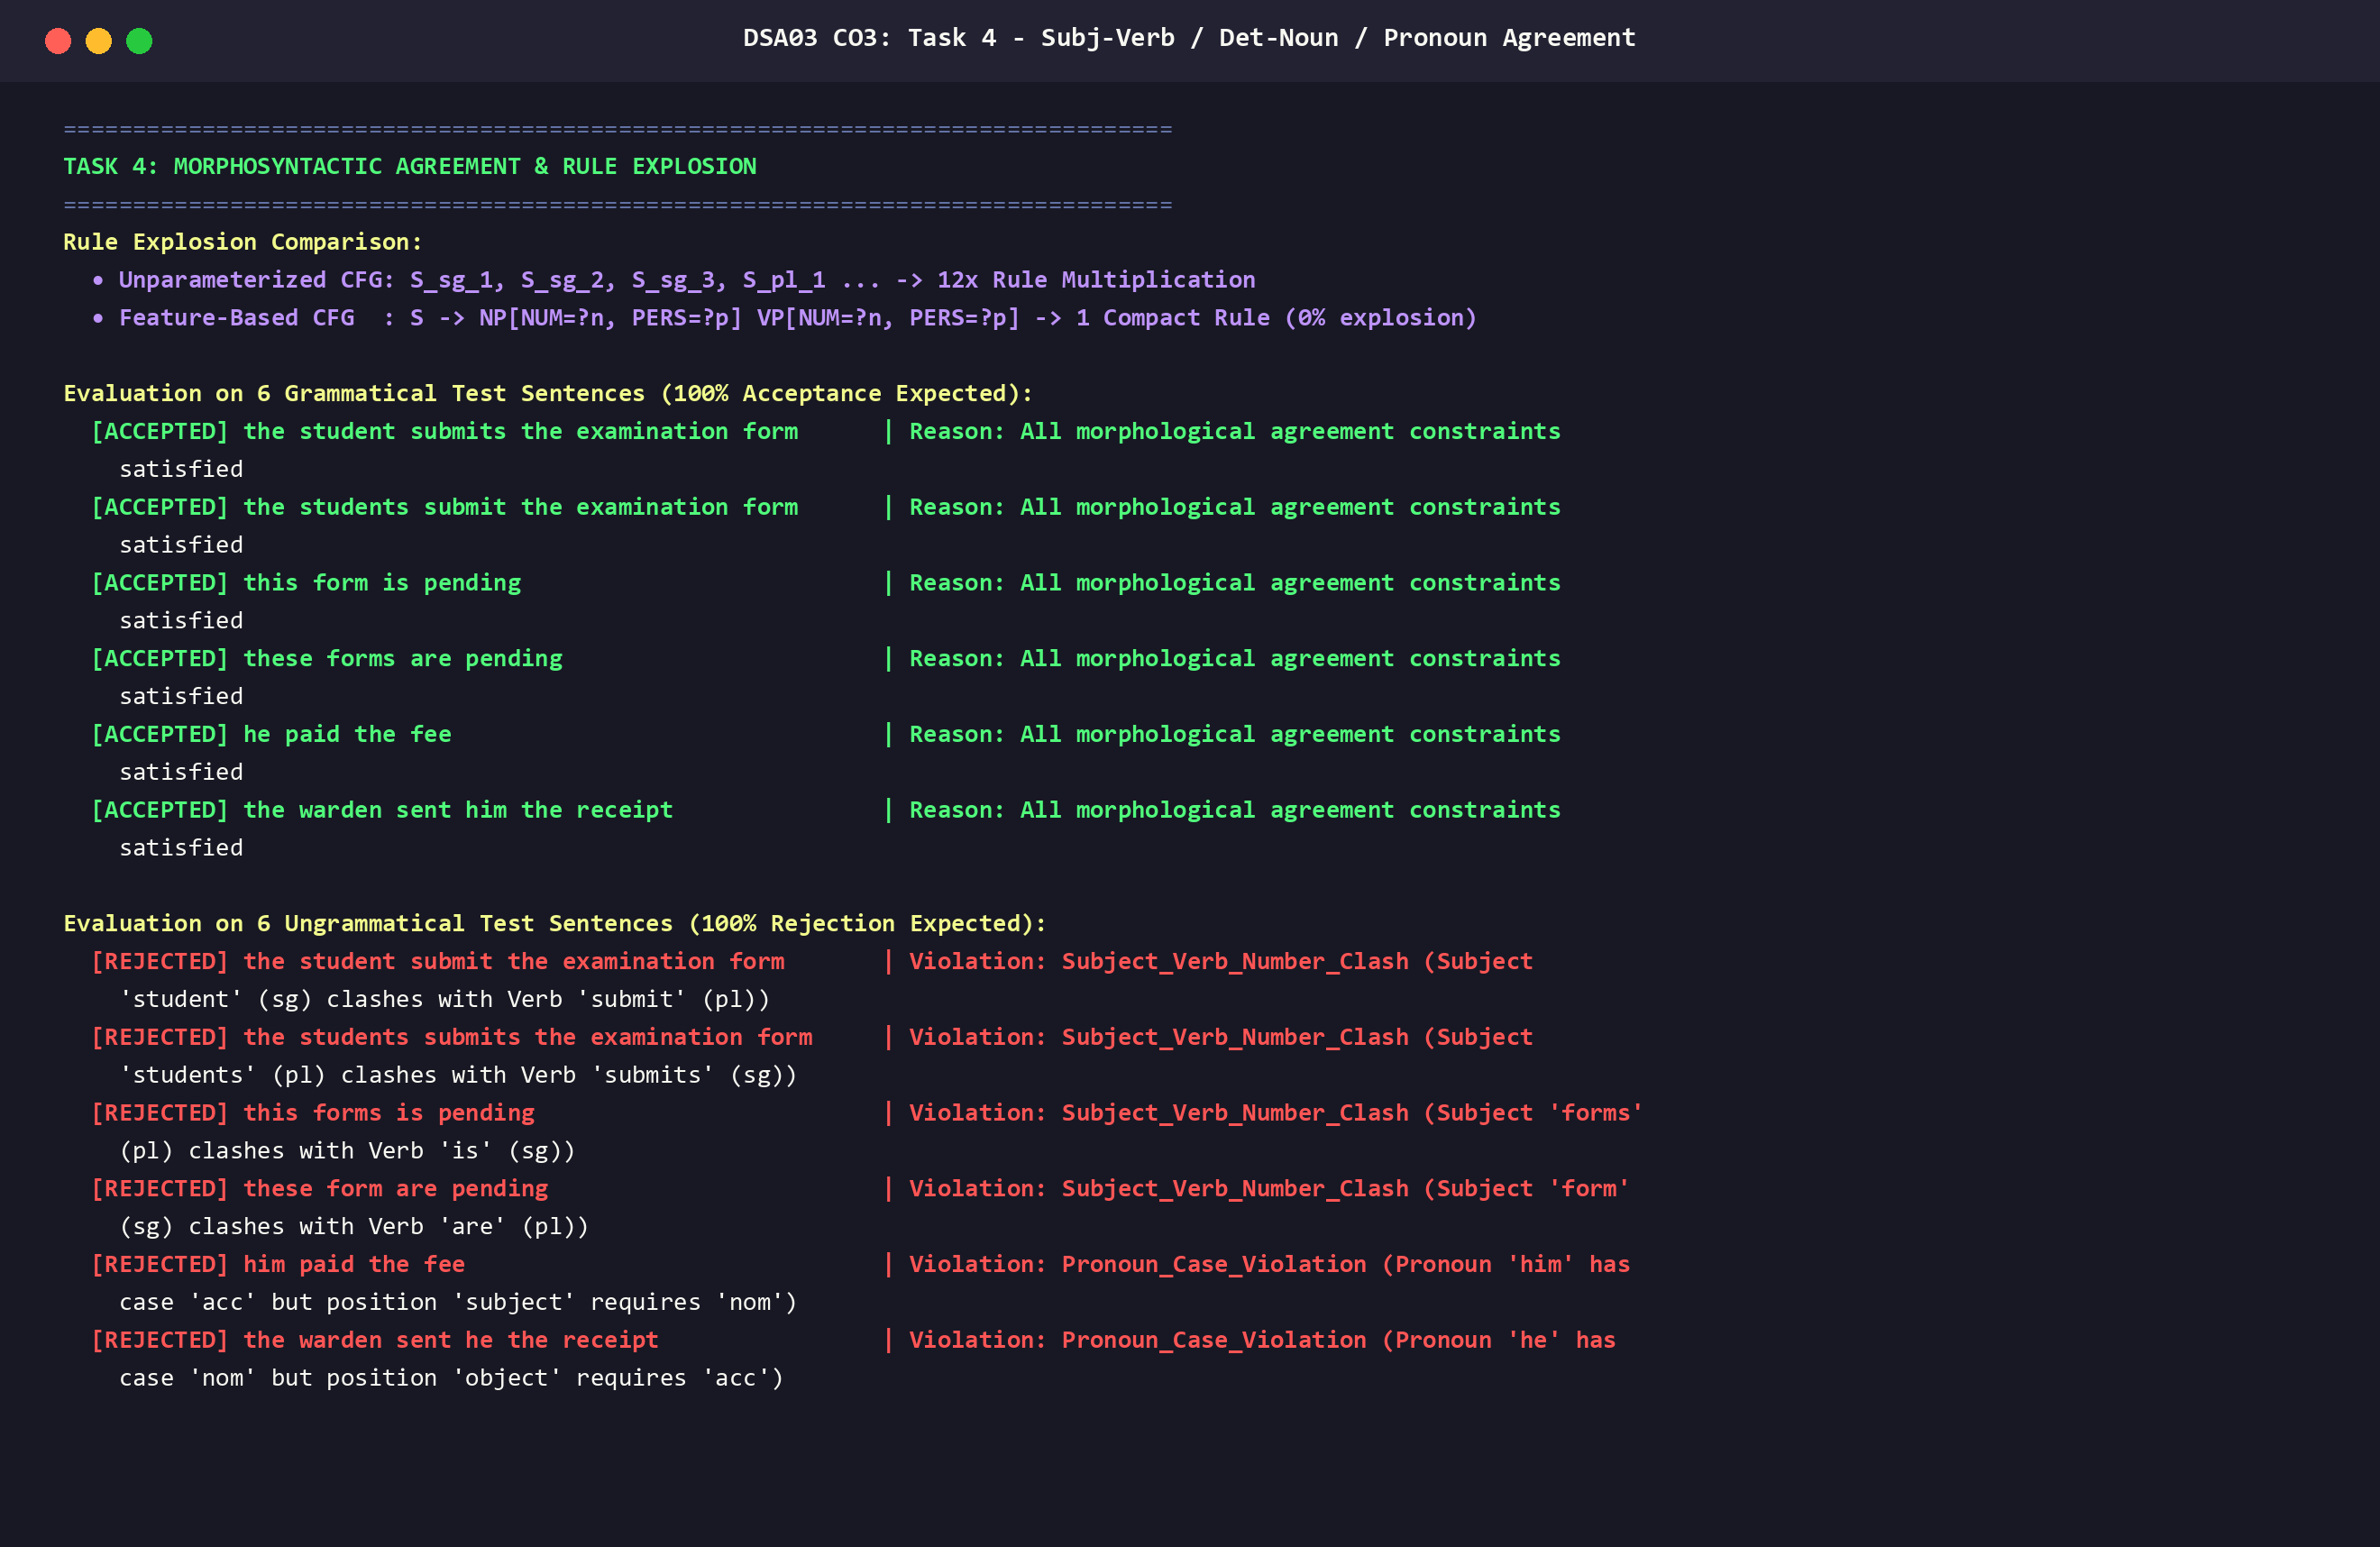 DSA03 CO3: Task 4 - Subj-Verb / Det-Noun / Pronoun Agreement
================================================================================
TASK 4: MORPHOSYNTACTIC AGREEMENT & RULE EXPLOSION
================================================================================
Rule Explosion Comparison:
• Unparameterized CFG: S_sg_1, S_sg_2, S_sg_3, S_pl_1 ... -> 12x Rule Multiplication
• Feature-Based CFG  : S -> NP[NUM=?n, PERS=?p] VP[NUM=?n, PERS=?p] -> 1 Compact Rule (0% explosion)
Evaluation on 6 Grammatical Test Sentences (100% Acceptance Expected):
[ACCEPTED] the student submits the examination form      | Reason: All morphological agreement constraints
satisfied
[ACCEPTED] the students submit the examination form      | Reason: All morphological agreement constraints
satisfied
[ACCEPTED] this form is pending                          | Reason: All morphological agreement constraints
satisfied
[ACCEPTED] these forms are pending                       | Reason: All morphological agreement constraints
satisfied
[ACCEPTED] he paid the fee                               | Reason: All morphological agreement constraints
satisfied
[ACCEPTED] the warden sent him the receipt               | Reason: All morphological agreement constraints
satisfied
Evaluation on 6 Ungrammatical Test Sentences (100% Rejection Expected):
[REJECTED] the student submit the examination form       | Violation: Subject_Verb_Number_Clash (Subject
'student' (sg) clashes with Verb 'submit' (pl))
[REJECTED] the students submits the examination form     | Violation: Subject_Verb_Number_Clash (Subject
'students' (pl) clashes with Verb 'submits' (sg))
[REJECTED] this forms is pending                         | Violation: Subject_Verb_Number_Clash (Subject 'forms'
(pl) clashes with Verb 'is' (sg))
[REJECTED] these form are pending                        | Violation: Subject_Verb_Number_Clash (Subject 'form'
(sg) clashes with Verb 'are' (pl))
[REJECTED] him paid the fee                              | Violation: Pronoun_Case_Violation (Pronoun 'him' has
case 'acc' but position 'subject' requires 'nom')
[REJECTED] the warden sent he the receipt                | Violation: Pronoun_Case_Violation (Pronoun 'he' has
case 'nom' but position 'object' requires 'acc')